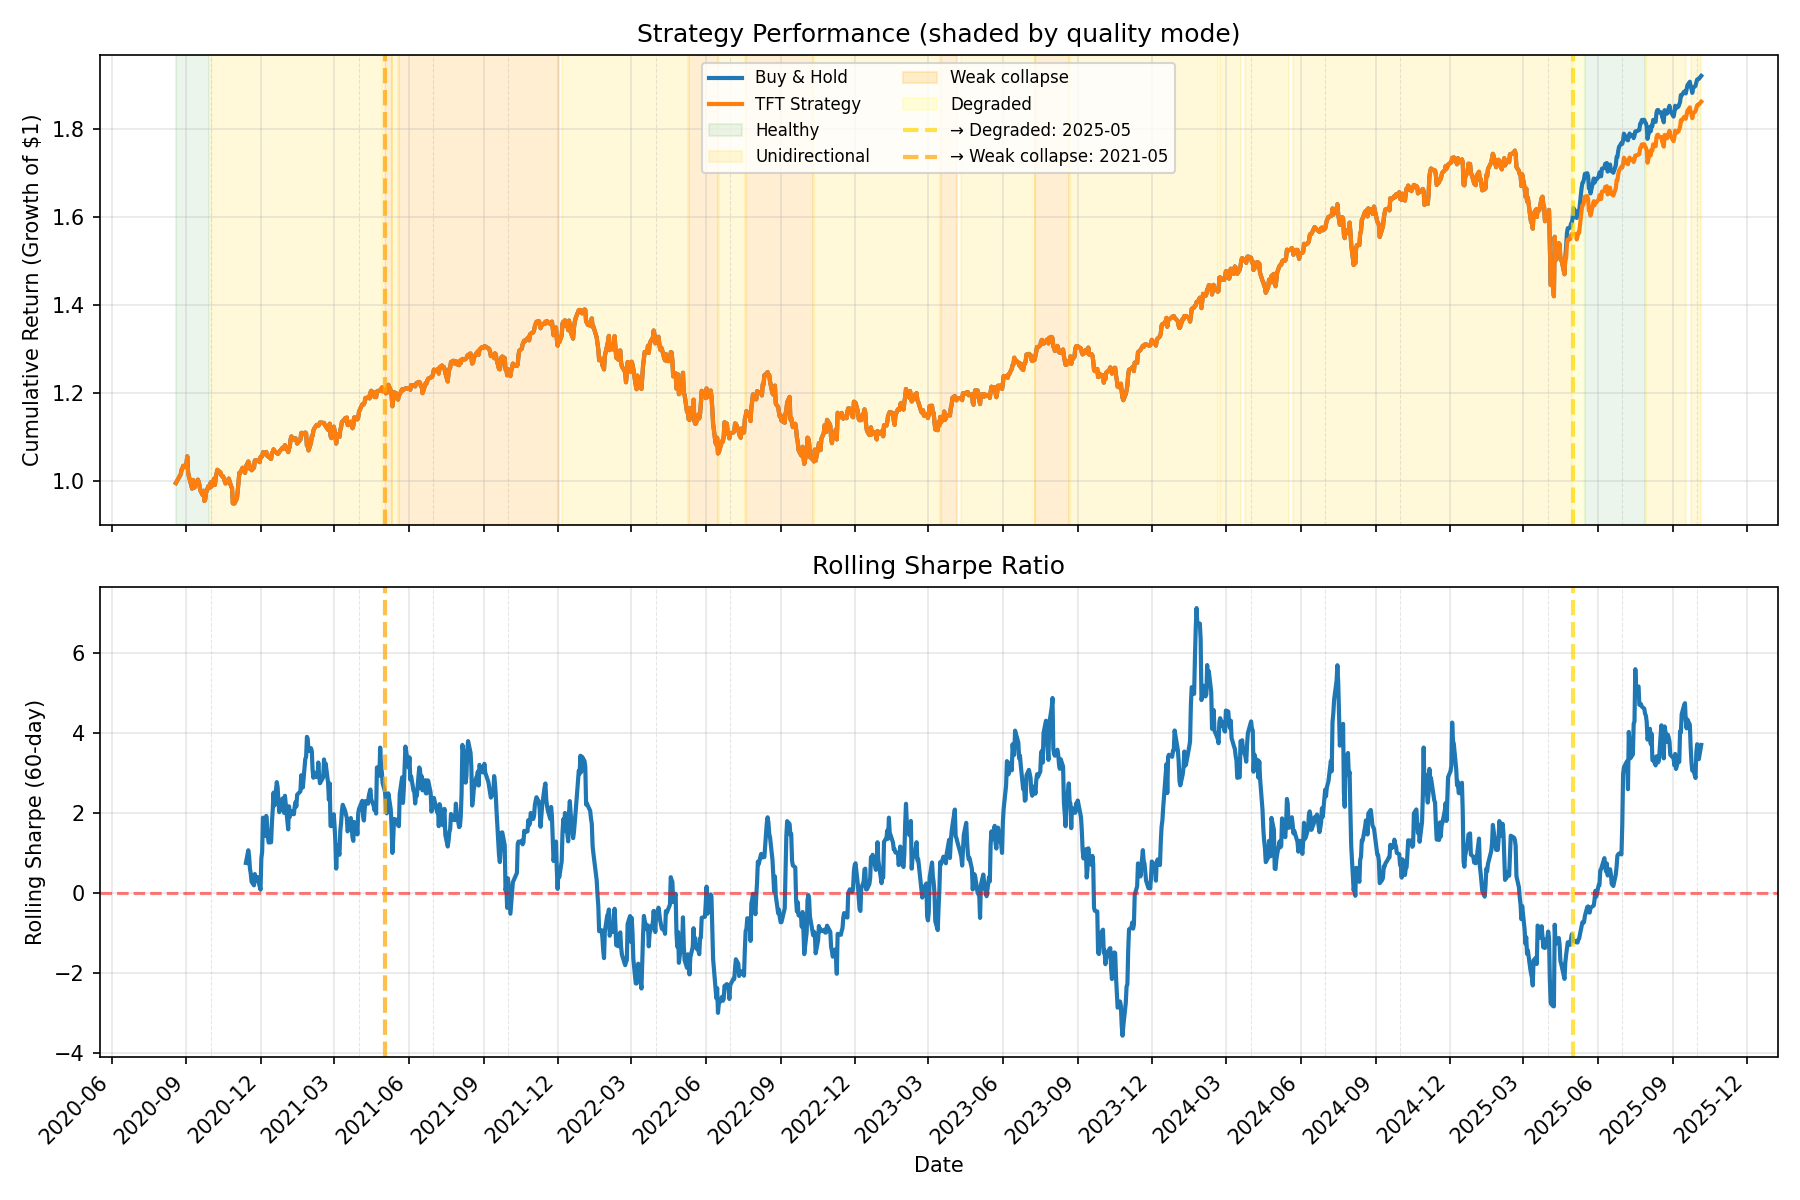 Strategy Performance (shaded by quality mode)
Cumulative Return (Growth of $1)
1.8
1.6
1.4
1.2
1.0
Buy & Hold
TFT Strategy
Healthy
Unidirectional
Weak collapse
Degraded
→ Degraded: 2025-05
→ Weak collapse: 2021-05
Rolling Sharpe Ratio
Rolling Sharpe (60-day)
6
4
2
0
−2
−4
2020-06
2020-09
2020-12
2021-03
2021-06
2021-09
2021-12
2022-03
2022-06
2022-09
2022-12
2023-03
2023-06
2023-09
2023-12
2024-03
2024-06
2024-09
2024-12
2025-03
2025-06
2025-09
2025-12
Date